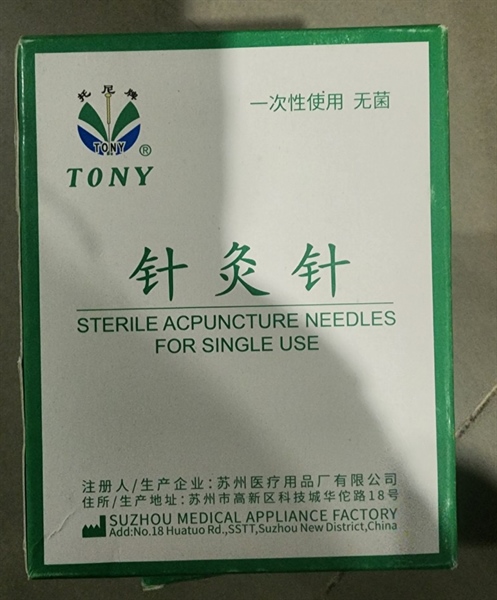 托尼牌
TONY
®
TONY
一次性使用 无菌
针灸针
STERILE ACPUNCTURE NEEDLES
FOR SINGLE USE
注册人/生产企业:苏州医疗用品厂有限公司
住所/生产地址:苏州市高新区科技城华佗路18号
SUZHOU MEDICAL APPLIANCE FACTORY
Add:No.18 Huatuo Rd.,SSTT,Suzhou New District,China